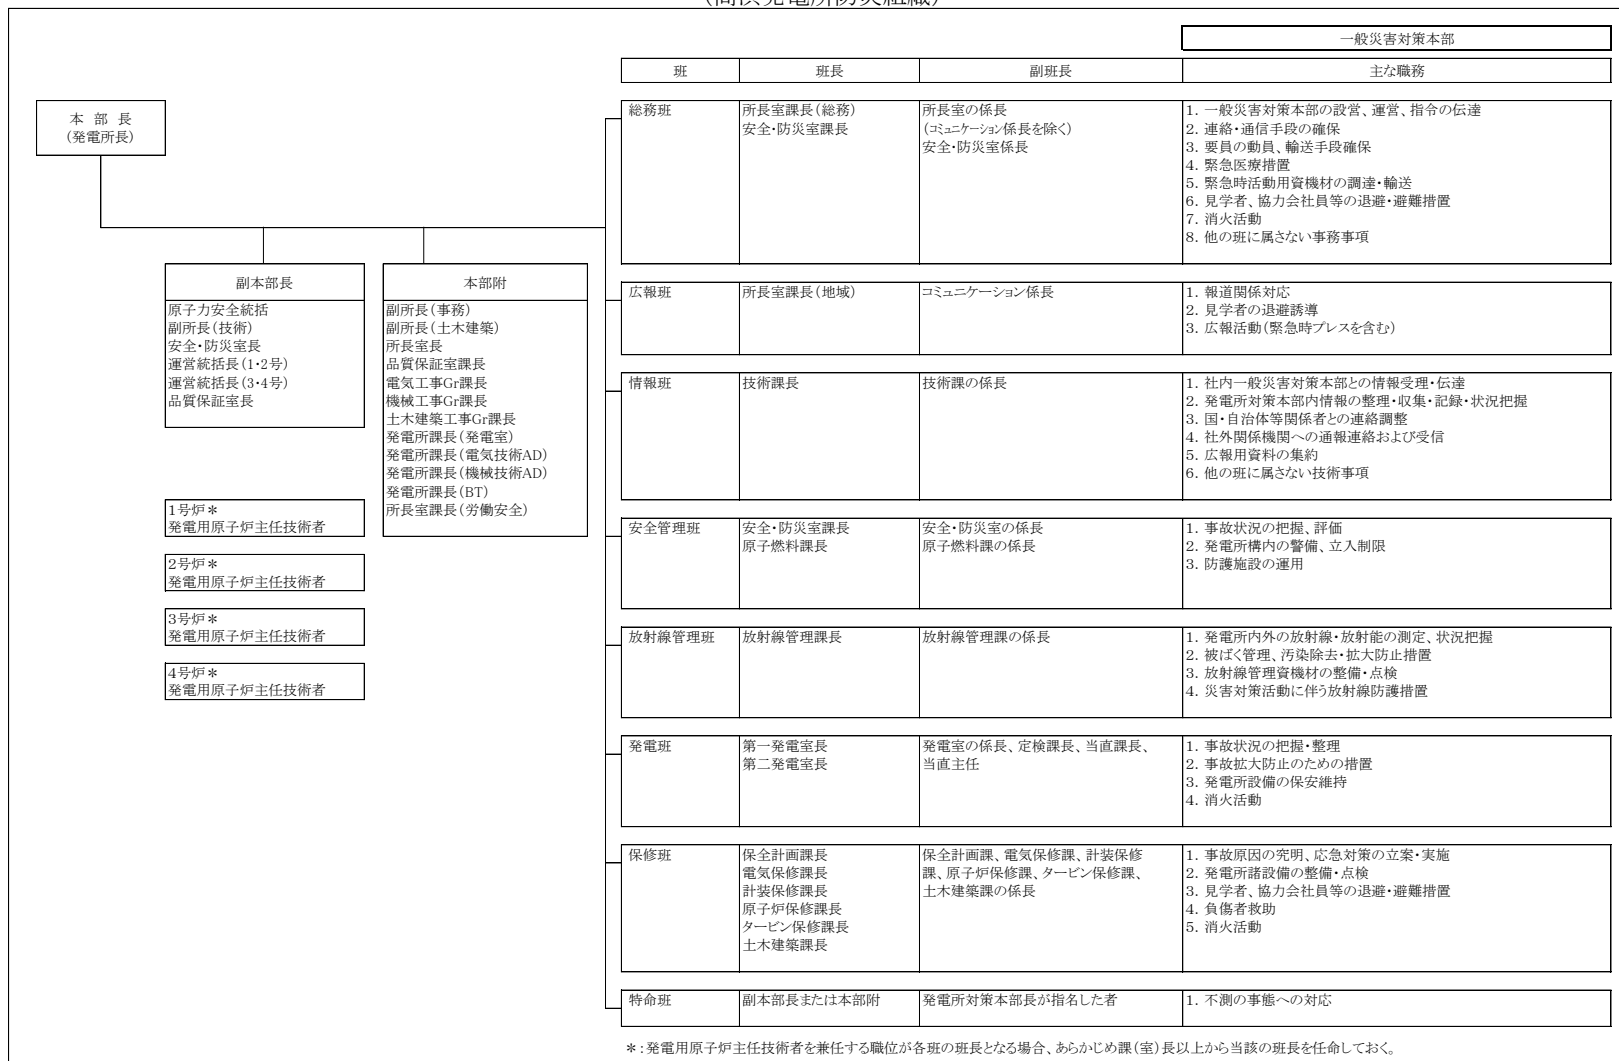 一般災害対策本部
班 班長 副班長 主な職務
本 部 長
(発電所長)
副本部長
原子力安全統括
副所長(技術)
安全・防災室長
運営統括長(1・2号)
運営統括長(3・4号)
品質保証室長
本部附
副所長(事務)
副所長(土木建築)
所長室長
品質保証室課長
電気工事Gr課長
機械工事Gr課長
土木建築工事Gr課長
発電所課長(発電室)
発電所課長(電気技術AD)
発電所課長(機械技術AD)
発電所課長(BT)
所長室課長(労働安全)
1号炉＊
発電用原子炉主任技術者
2号炉＊
発電用原子炉主任技術者
3号炉＊
発電用原子炉主任技術者
4号炉＊
発電用原子炉主任技術者
総務班
所長室課長(総務)
安全・防災室課長
所長室の係長
(コミュニケーション係長を除く)
安全・防災室係長
1. 一般災害対策本部の設営、運営、指令の伝達
2. 連絡・通信手段の確保
3. 要員の動員、輸送手段確保
4. 緊急医療措置
5. 緊急時活動用資機材の調達・輸送
6. 見学者、協力会社員等の退避・避難措置
7. 消火活動
8. 他の班に属さない事務事項
広報班
所長室課長(地域)
コミュニケーション係長
1. 報道関係対応
2. 見学者の退避誘導
3. 広報活動(緊急時プレスを含む)
情報班
技術課長
技術課の係長
1. 社内一般災害対策本部との情報受理・伝達
2. 発電所対策本部内情報の整理・収集・記録・状況把握
3. 国・自治体等関係者との連絡調整
4. 社外関係機関への通報連絡および受信
5. 広報用資料の集約
6. 他の班に属さない技術事項
安全管理班
安全・防災室課長
原子燃料課長
安全・防災室の係長
原子燃料課の係長
1. 事故状況の把握、評価
2. 発電所構内の警備、立入制限
3. 防護施設の運用
放射線管理班
放射線管理課長
放射線管理課の係長
1. 発電所内外の放射線・放射能の測定、状況把握
2. 被ばく管理、汚染除去・拡大防止措置
3. 放射線管理資機材の整備・点検
4. 災害対策活動に伴う放射線防護措置
発電班
第一発電室長
第二発電室長
発電室の係長、定検課長、当直課長、
当直主任
1. 事故状況の把握・整理
2. 事故拡大防止のための措置
3. 発電所設備の保安維持
4. 消火活動
保修班
保全計画課長
電気保修課長
計装保修課長
原子炉保修課長
タービン保修課長
土木建築課長
保全計画課、電気保修課、計装保修
課、原子炉保修課、タービン保修課、
土木建築課の係長
1. 事故原因の究明、応急対策の立案・実施
2. 発電所諸設備の整備・点検
3. 見学者、協力会社員等の退避・避難措置
4. 負傷者救助
5. 消火活動
特命班
副本部長または本部附
発電所対策本部長が指名した者
1. 不測の事態への対応
＊:発電用原子炉主任技術者を兼任する職位が各班の班長となる場合、あらかじめ課(室)長以上から当該の班長を任命しておく。